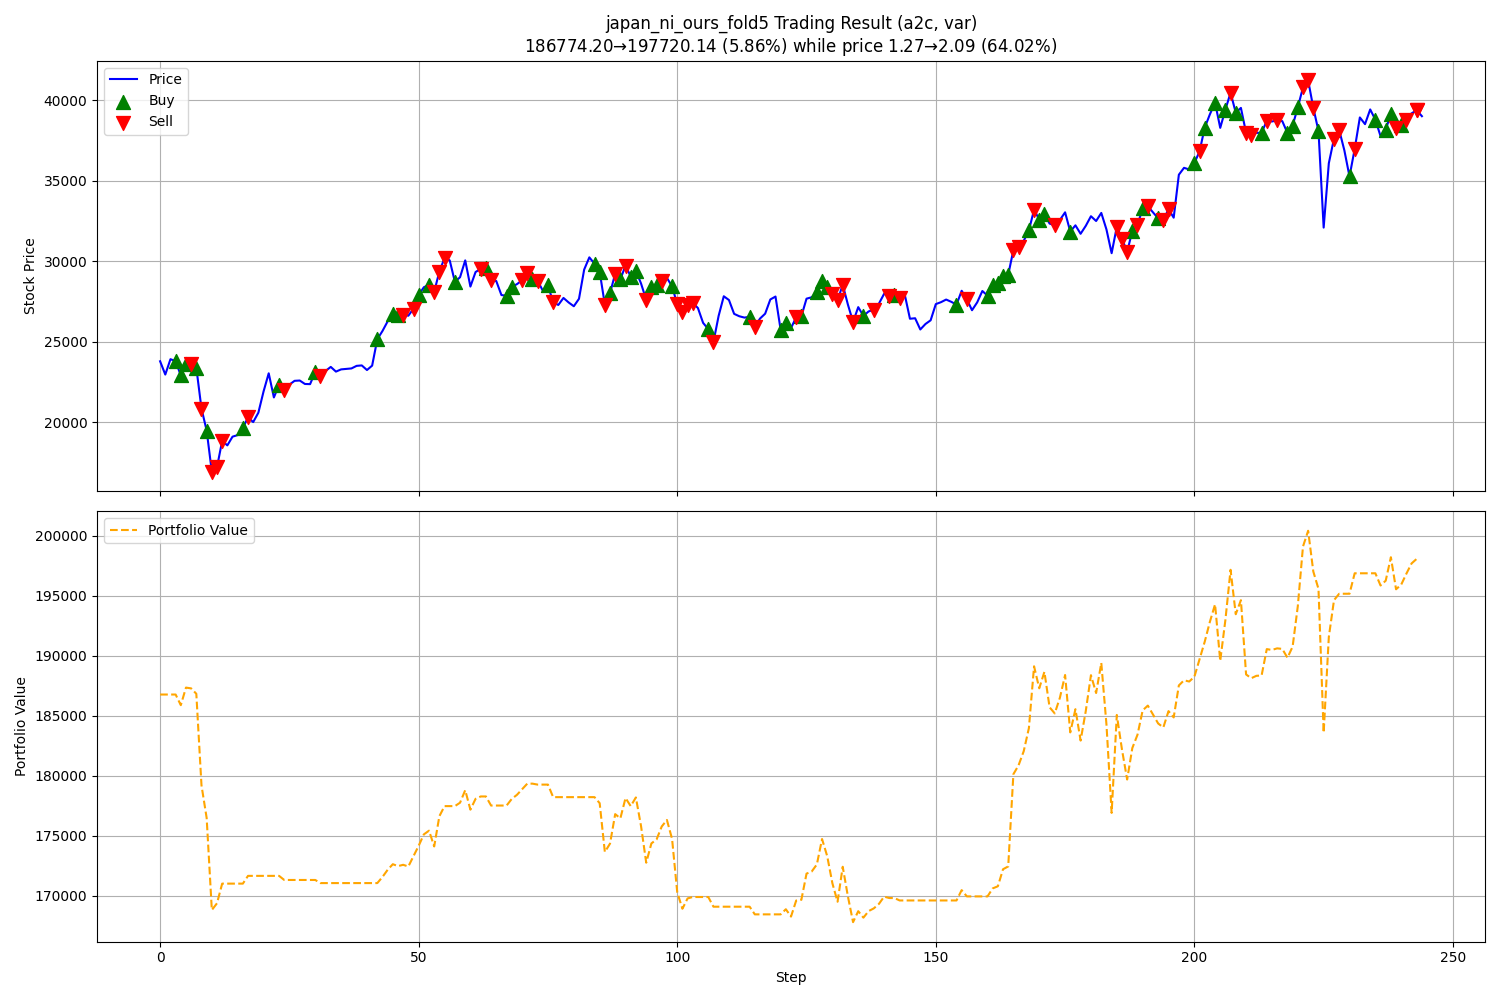 japan_ni_ours_fold5 Trading Result (a2c, var)
186774.20→197720.14 (5.86%) while price 1.27→2.09 (64.02%)
Price
Buy
Sell
Stock Price
40000
35000
30000
25000
20000
Portfolio Value
Portfolio Value
200000
195000
190000
185000
180000
175000
170000
0
50
100
150
200
250
Step